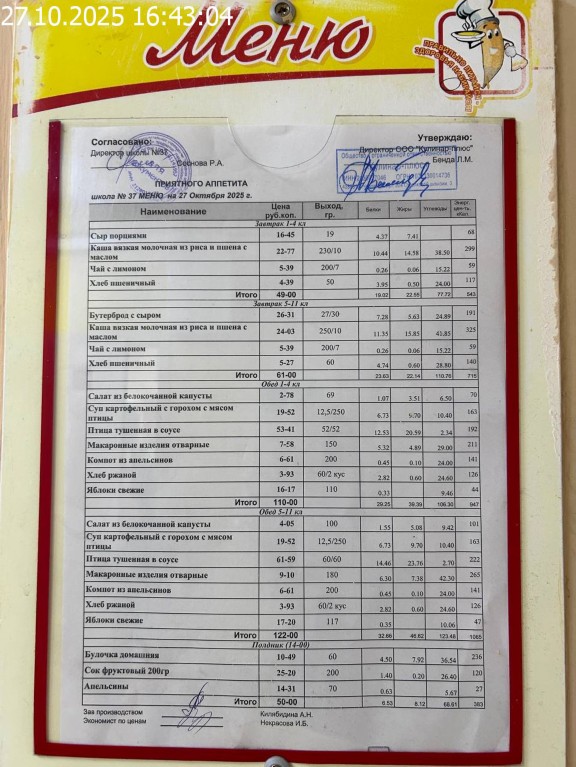 27.10.2025 16:43:04
Меню
Согласовано:
Утверждаю:
Директор школы №37
Директор ООО "Кулинар-плюс"
Соснова Р.А.
Бенда Л.М.
ПРИЯТНОГО АППЕТИТА
школа № 37 МЕНЮ на 27 Октября 2025 г.
Наименование Цена руб.коп. Выход. гр. Белки Жиры Углеводы Энерг. цен-ть. кКал.
Завтрак 1-4 кл
Сыр порциями 16-45 19 4.37 7.41 68
Каша вязкая молочная из риса и пшена с маслом 22-77 230/10 10.44 14.58 38.50 299
Чай с лимоном 5-39 200/7 0.26 0.06 15.22 59
Хлеб пшеничный 4-39 50 3.95 0.50 24.00 117
Итого 49-00 19.02 22.55 77.72 543
Завтрак 5-11 кл
Бутерброд с сыром 26-31 27/30 7.28 5.63 24.89 191
Каша вязкая молочная из риса и пшена с маслом 24-03 250/10 11.35 15.85 41.85 325
Чай с лимоном 5-39 200/7 0.26 0.06 15.22 59
Хлеб пшеничный 5-27 60 4.74 0.60 28.80 140
Итого 61-00 23.63 22.14 110.76 715
Обед 1-4 кл
Салат из белокочанной капусты 2-78 69 1.07 3.51 6.50 70
Суп картофельный с горохом с мясом птицы 19-52 12,5/250 6.73 9.70 10.40 163
Птица тушенная в соусе 53-41 52/52 12.53 20.59 2.34 192
Макаронные изделия отварные 7-58 150 5.32 4.89 29.00 211
Компот из апельсинов 6-61 200 0.45 0.10 24.00 141
Хлеб ржаной 3-93 60/2 кус 2.82 0.60 24.60 126
Яблоки свежие 16-17 110 0.33 9.46 44
Итого 110-00 29.25 39.39 106.30 947
Обед 5-11 кл
Салат из белокочанной капусты 4-05 100 1.55 5.08 9.42 101
Суп картофельный с горохом с мясом птицы 19-52 12,5/250 6.73 9.70 10.40 163
Птица тушенная в соусе 61-59 60/60 14.46 23.76 2.70 222
Макаронные изделия отварные 9-10 180 6.30 7.38 42.30 265
Компот из апельсинов 6-61 200 0.45 0.10 24.00 141
Хлеб ржаной 3-93 60/2 кус 2.82 0.60 24.60 126
Яблоки свежие 17-20 117 0.35 10.06 47
Итого 122-00 32.66 46.62 123.48 1065
Полдник (14-00)
Булочка домашняя 10-49 60 4.50 7.92 36.54 236
Сок фруктовый 200гр 25-20 200 1.40 0.20 26.40 120
Апельсины 14-31 70 0.63 5.67 27
Итого 50-00 6.53 8.12 68.61 383
Зав производством Килябидина А.Н.
Экономист по ценам Некрасова И.Б.